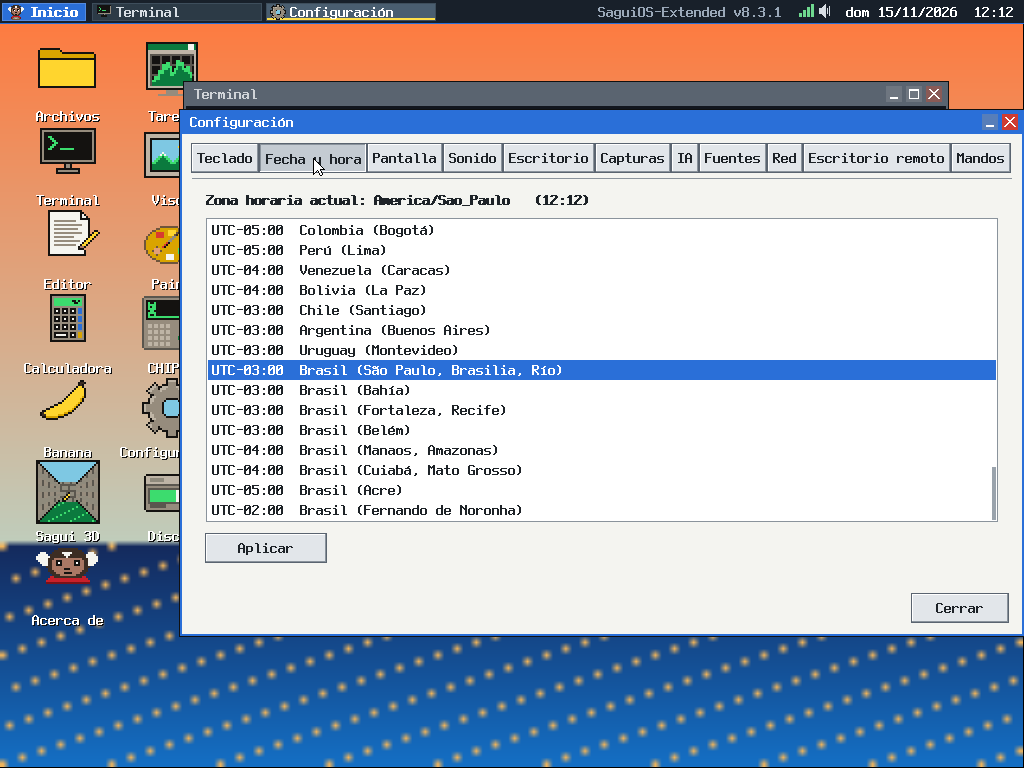 Inicio
Terminal
Configuración
SaguiOS-Extended v8.3.1
dom 15/11/2026
12:12
Archivos
Terminal
Editor
Calculadora
Banana
Sagui 3D
Acerca de
Terminal
Configuración
Teclado
Fecha y hora
Pantalla
Sonido
Escritorio
Capturas
IA
Fuentes
Red
Escritorio remoto
Mandos
Zona horaria actual: America/Sao_Paulo (12:12)
UTC-05:00 Colombia (Bogotá)
UTC-05:00 Perú (Lima)
UTC-04:00 Venezuela (Caracas)
UTC-04:00 Bolivia (La Paz)
UTC-03:00 Chile (Santiago)
UTC-03:00 Argentina (Buenos Aires)
UTC-03:00 Uruguay (Montevideo)
UTC-03:00 Brasil (São Paulo, Brasilia, Río)
UTC-03:00 Brasil (Bahía)
UTC-03:00 Brasil (Fortaleza, Recife)
UTC-03:00 Brasil (Belém)
UTC-04:00 Brasil (Manaos, Amazonas)
UTC-04:00 Brasil (Cuiabá, Mato Grosso)
UTC-05:00 Brasil (Acre)
UTC-02:00 Brasil (Fernando de Noronha)
Aplicar
Cerrar